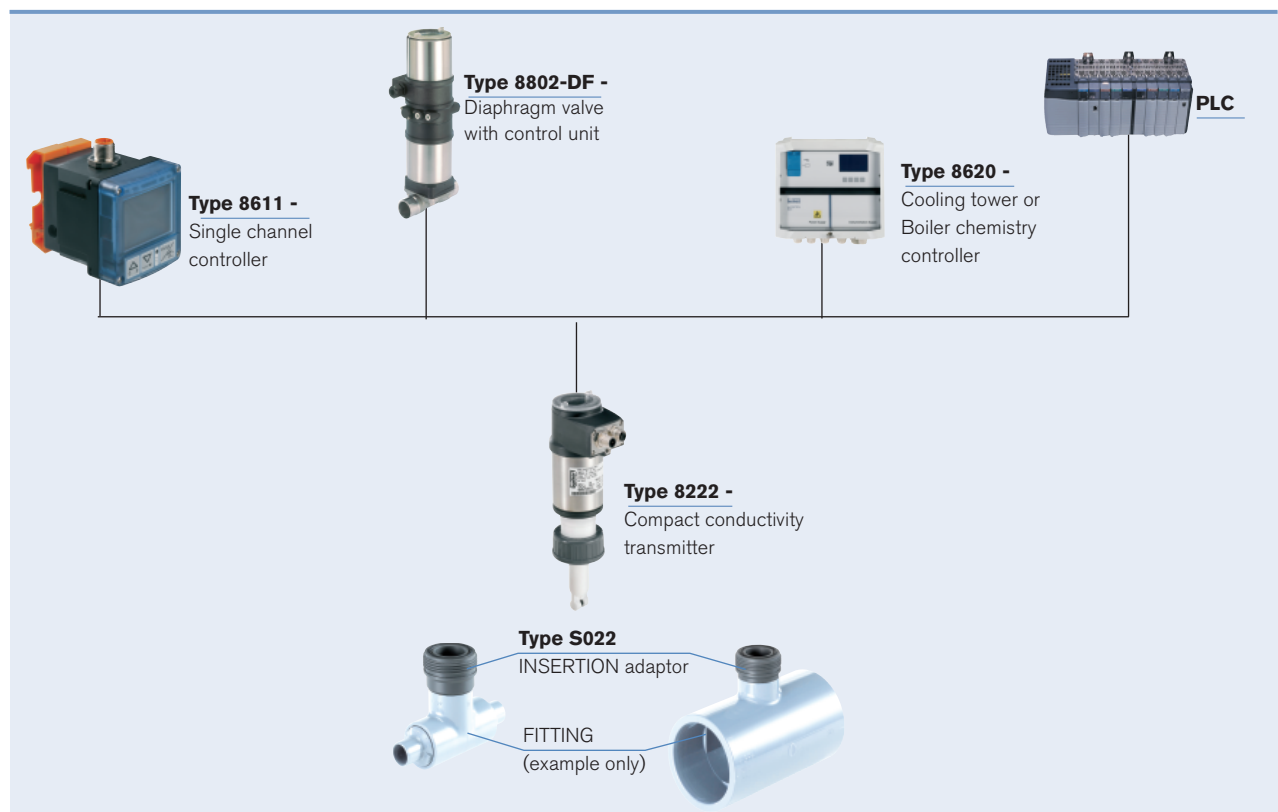 Type 8802-DF -
Diaphragm valve
with control unit
PLC
Type 8611 -
Single channel
controller
Type 8620 -
Cooling tower or
Boiler chemistry
controller
Type 8222 -
Compact conductivity
transmitter
Type S022
INSERTION adaptor
FITTING
(example only)